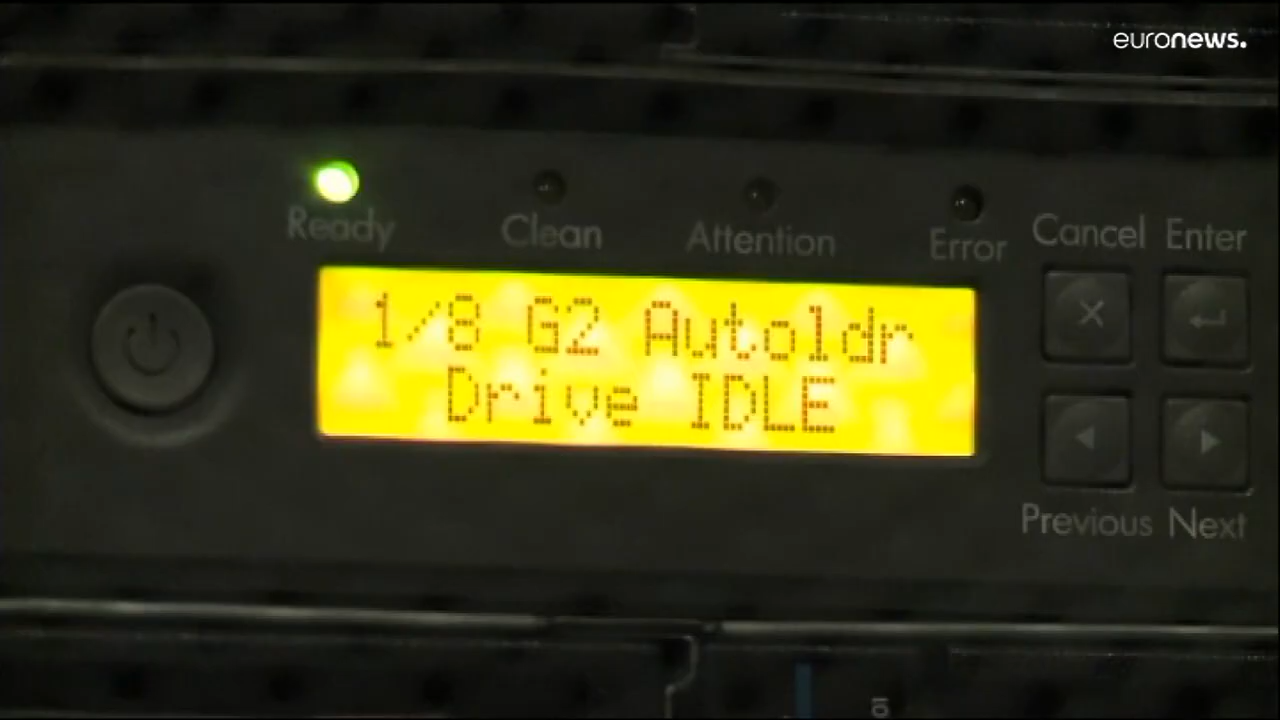 euronews.
Ready Clean Attention Error Cancel Enter
1/8 G2 Autoldr
Drive IDLE
Previous Next